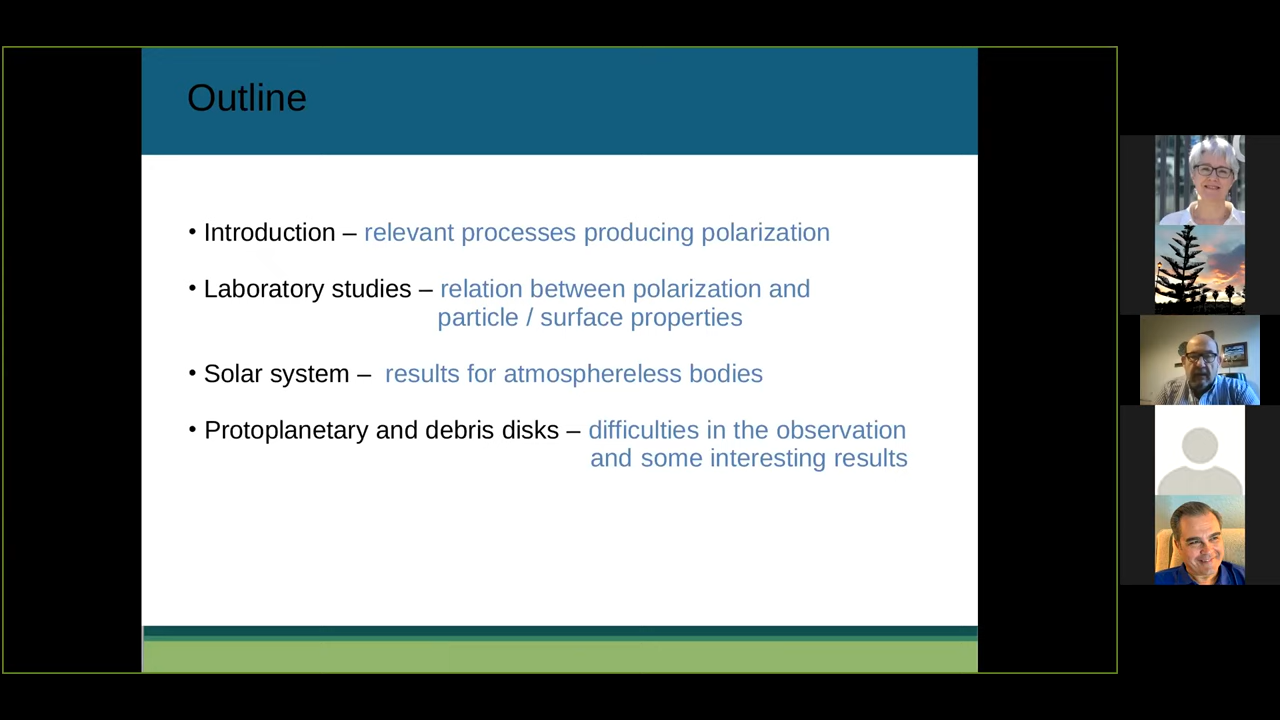 Outline
• Introduction – relevant processes producing polarization
• Laboratory studies – relation between polarization and
particle / surface properties
• Solar system – results for atmosphereless bodies
• Protoplanetary and debris disks – difficulties in the observation
and some interesting results